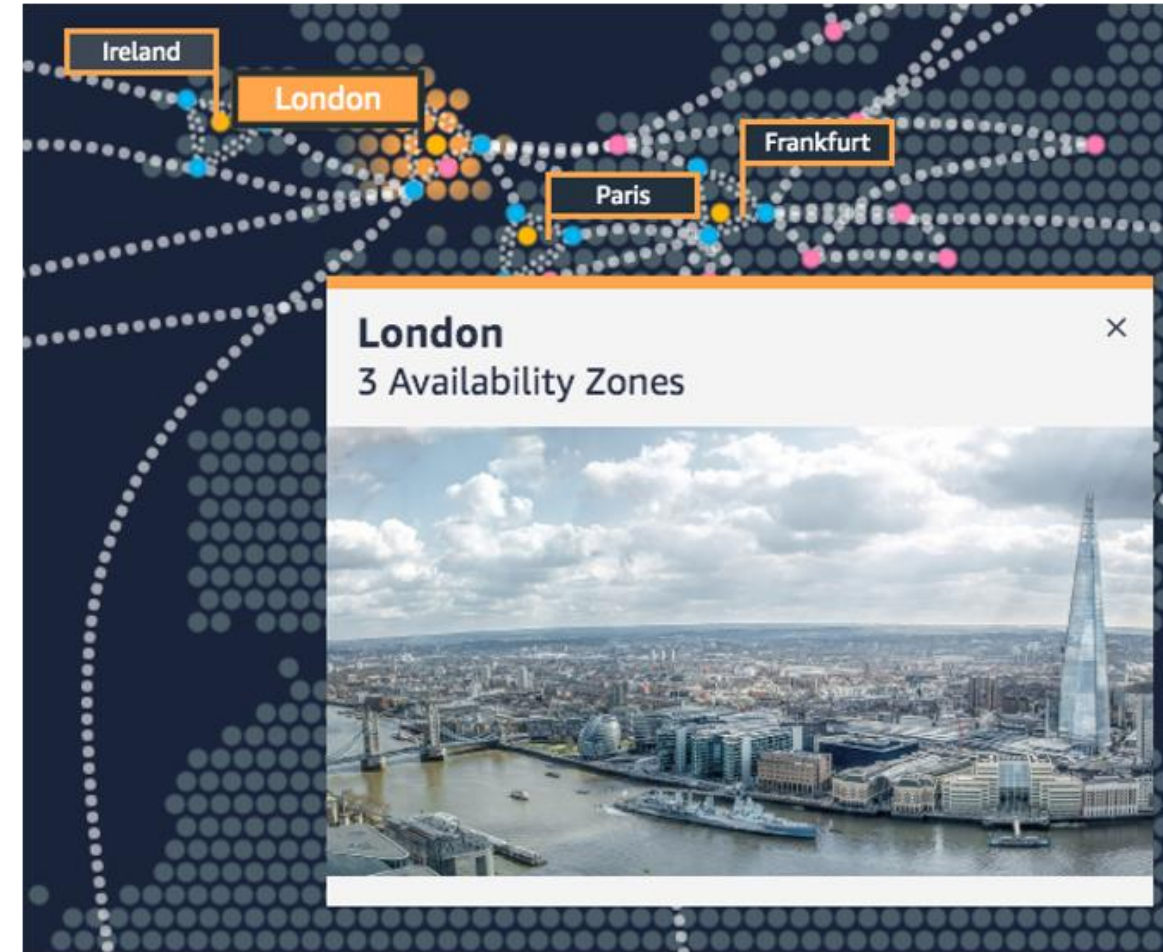 Ireland
London
Frankfurt
Paris
London
3 Availability Zones